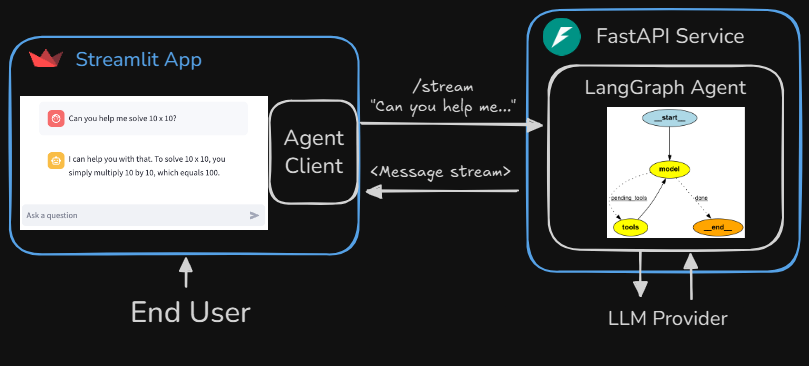 Streamlit App
Can you help me solve 10 x 10?
I can help you with that. To solve 10 x 10, you
simply multiply 10 by 10, which equals 100.
Ask a question
Agent
Client
End User
/stream
"Can you help me..."
<Message stream>
FastAPI Service
LangGraph Agent
__start__
model
pending_tools
done
tools
__end__
LLM Provider